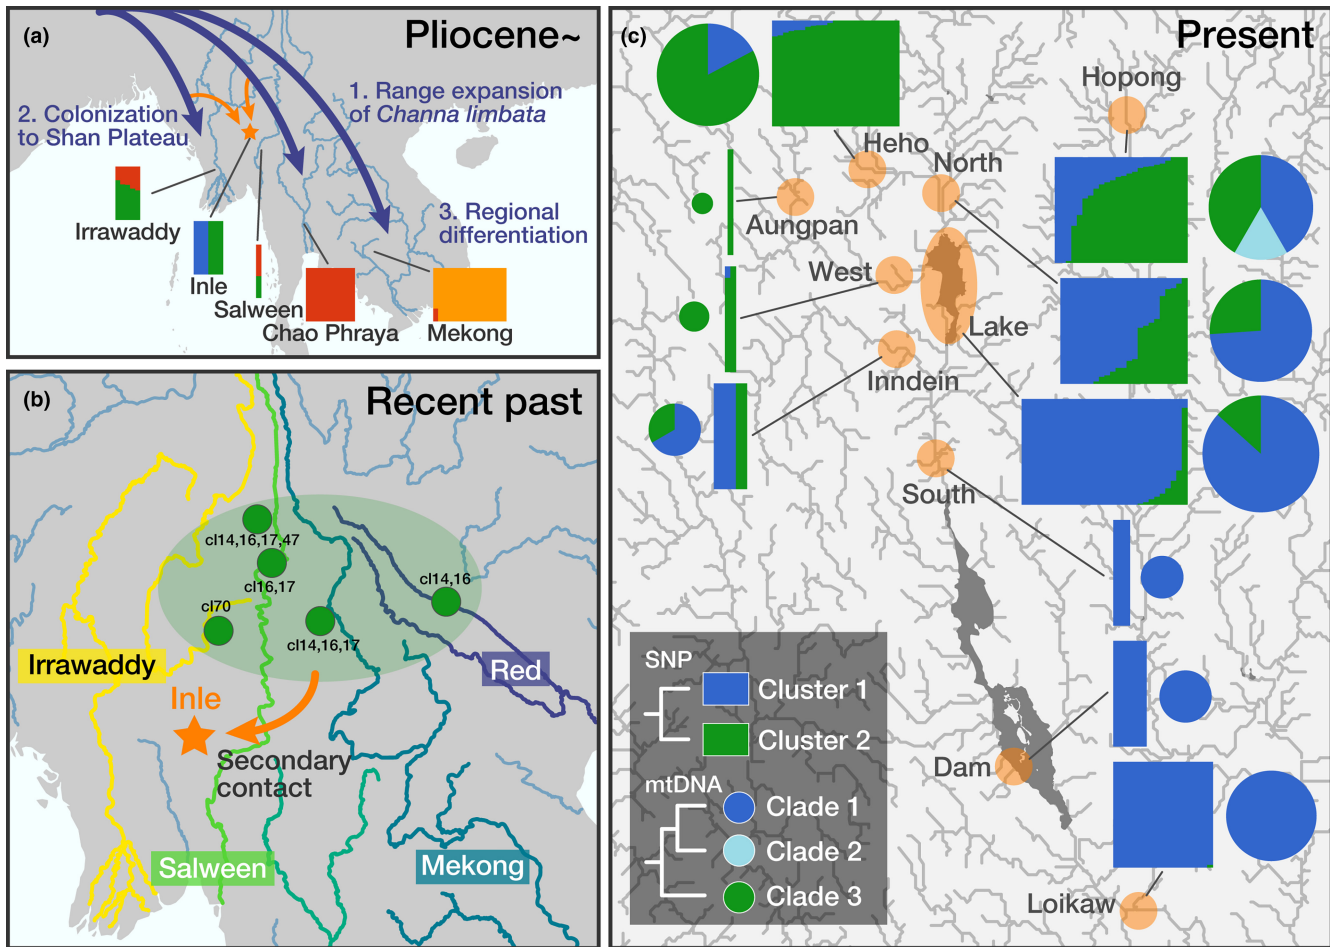 (a)
Pliocene~
1. Range expansion
of Channa limbata
2. Colonization
to Shan Plateau
3. Regional
differentiation
Irrawaddy
Inle
Salween
Chao Phraya
Mekong
(b)
Recent past
cl14,16,17,47
cl16,17
cl14,16
cl70
cl14,16,17
Irrawaddy
Red
Inle
Secondary
contact
Salween
Mekong
(c)
Present
Hopong
Heho
North
Aungpan
West
Lake
Inndein
South
Dam
Loikaw
SNP
Cluster 1
Cluster 2
mtDNA
Clade 1
Clade 2
Clade 3